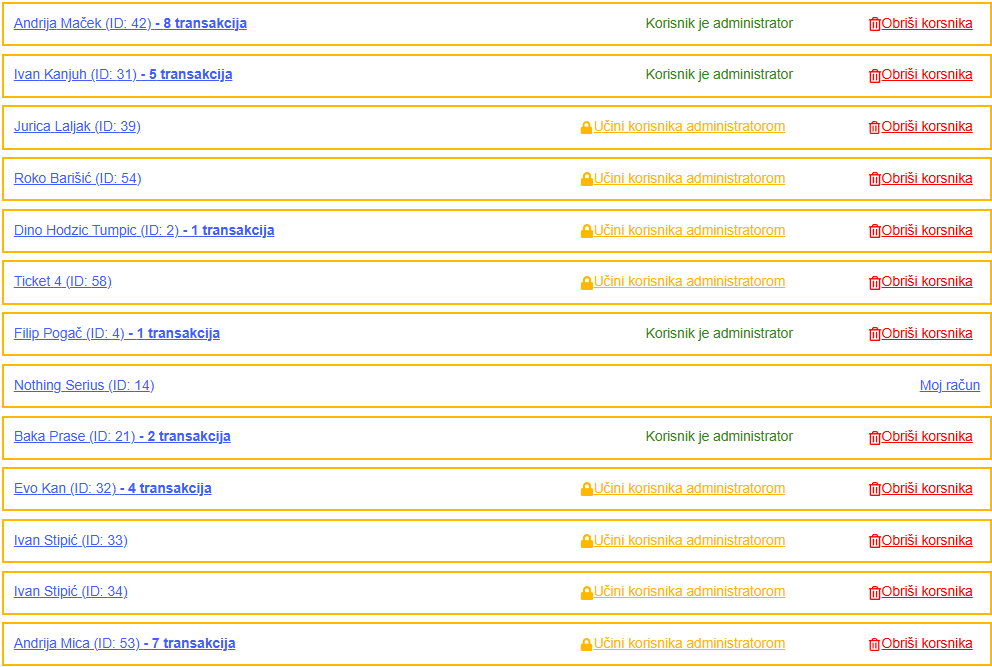 Andrija Maček (ID: 42) - 8 transakcija Korisnik je administrator Obriši korsnika
Ivan Kanjuh (ID: 31) - 5 transakcija Korisnik je administrator Obriši korsnika
Jurica Laljak (ID: 39) Učini korisnika administratorom Obriši korsnika
Roko Barišić (ID: 54) Učini korisnika administratorom Obriši korsnika
Dino Hodzic Tumpic (ID: 2) - 1 transakcija Učini korisnika administratorom Obriši korsnika
Ticket 4 (ID: 58) Učini korisnika administratorom Obriši korsnika
Filip Pogač (ID: 4) - 1 transakcija Korisnik je administrator Obriši korsnika
Nothing Serius (ID: 14) Moj račun
Baka Prase (ID: 21) - 2 transakcija Korisnik je administrator Obriši korsnika
Evo Kan (ID: 32) - 4 transakcija Učini korisnika administratorom Obriši korsnika
Ivan Stipić (ID: 33) Učini korisnika administratorom Obriši korsnika
Ivan Stipić (ID: 34) Učini korisnika administratorom Obriši korsnika
Andrija Mica (ID: 53) - 7 transakcija Učini korisnika administratorom Obriši korsnika